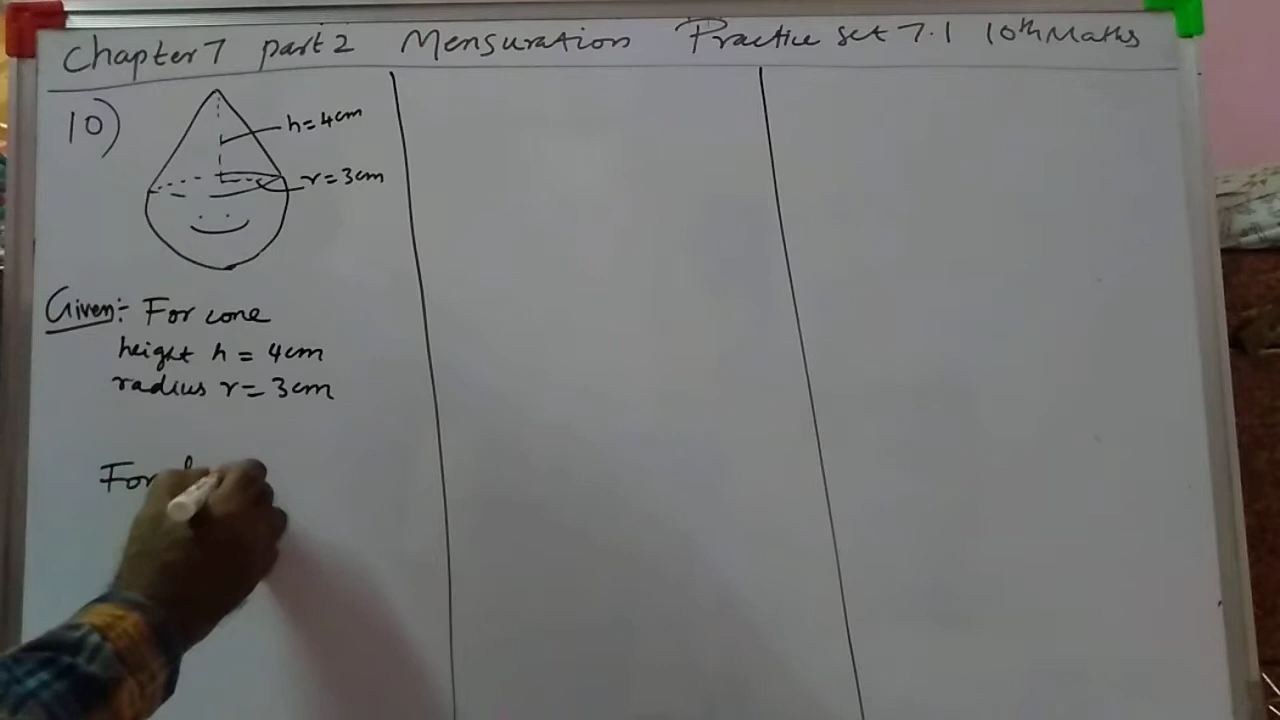 Chapter 7 part 2 Mensuration Practice set 7.1 10th Maths
10)
h = 4cm
r = 3cm
Given:- For cone
height h = 4cm
radius r = 3cm
For